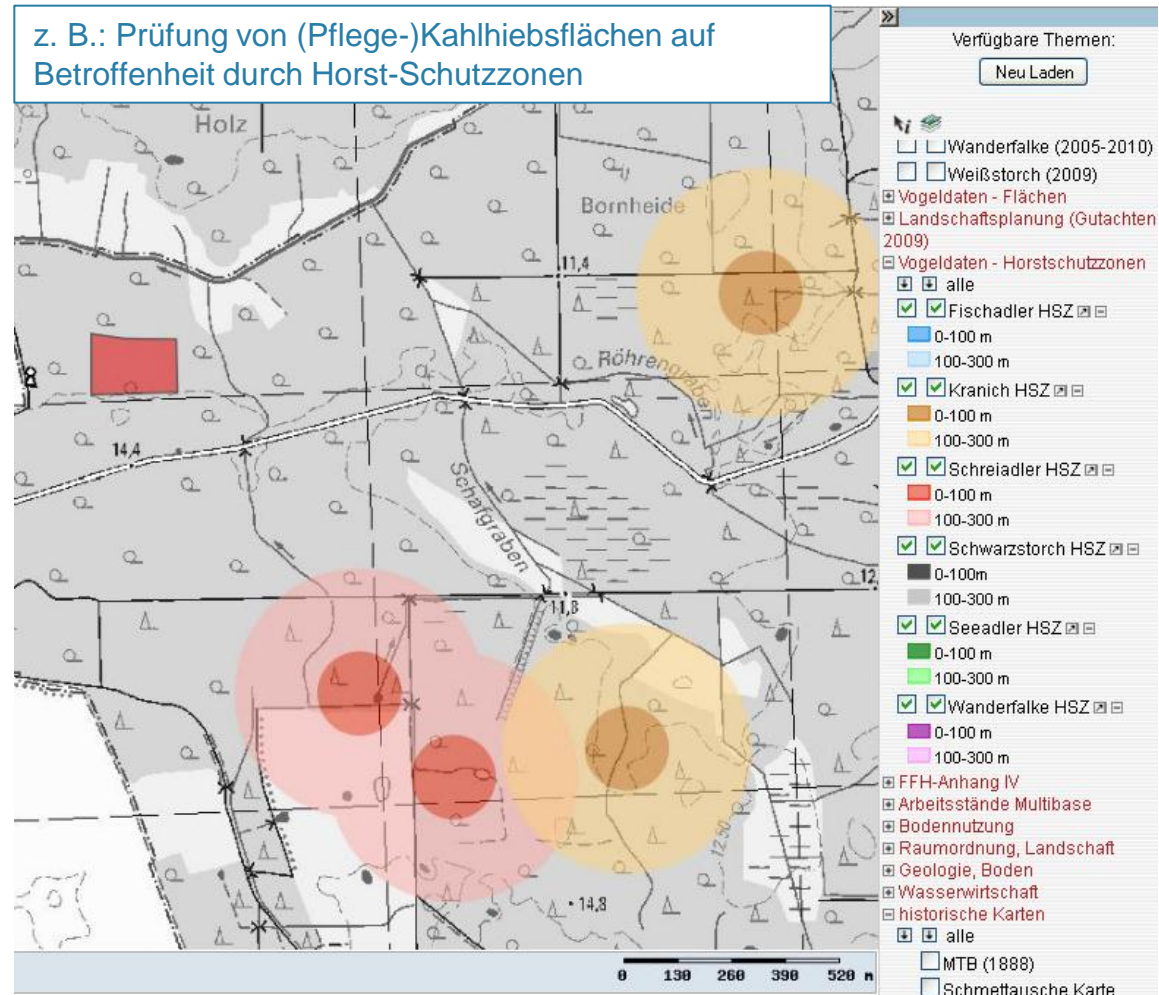 z. B.: Prüfung von (Pflege-)Kahlhiebsflächen auf
Betroffenheit durch Horst-Schutzzonen
Holz
Bornheide
11,4
Röhrengraben
14,4
Schafgraben
12,
11,8
12.50
14,8
0 130 260 390 520 m
Verfügbare Themen:
Neu Laden
Wanderfalke (2005-2010)
Weißstorch (2009)
Vogeldaten - Flächen
Landschaftsplanung (Gutachten
2009)
Vogeldaten - Horstschutzzonen
alle
Fischadler HSZ
0-100 m
100-300 m
Kranich HSZ
0-100 m
100-300 m
Schreiadler HSZ
0-100 m
100-300 m
Schwarzstorch HSZ
0-100m
100-300 m
Seeadler HSZ
0-100 m
100-300 m
Wanderfalke HSZ
0-100 m
100-300 m
FFH-Anhang IV
Arbeitsstände Multibase
Bodennutzung
Raumordnung, Landschaft
Geologie, Boden
Wasserwirtschaft
historische Karten
alle
MTB (1888)
Schmettausche Karte